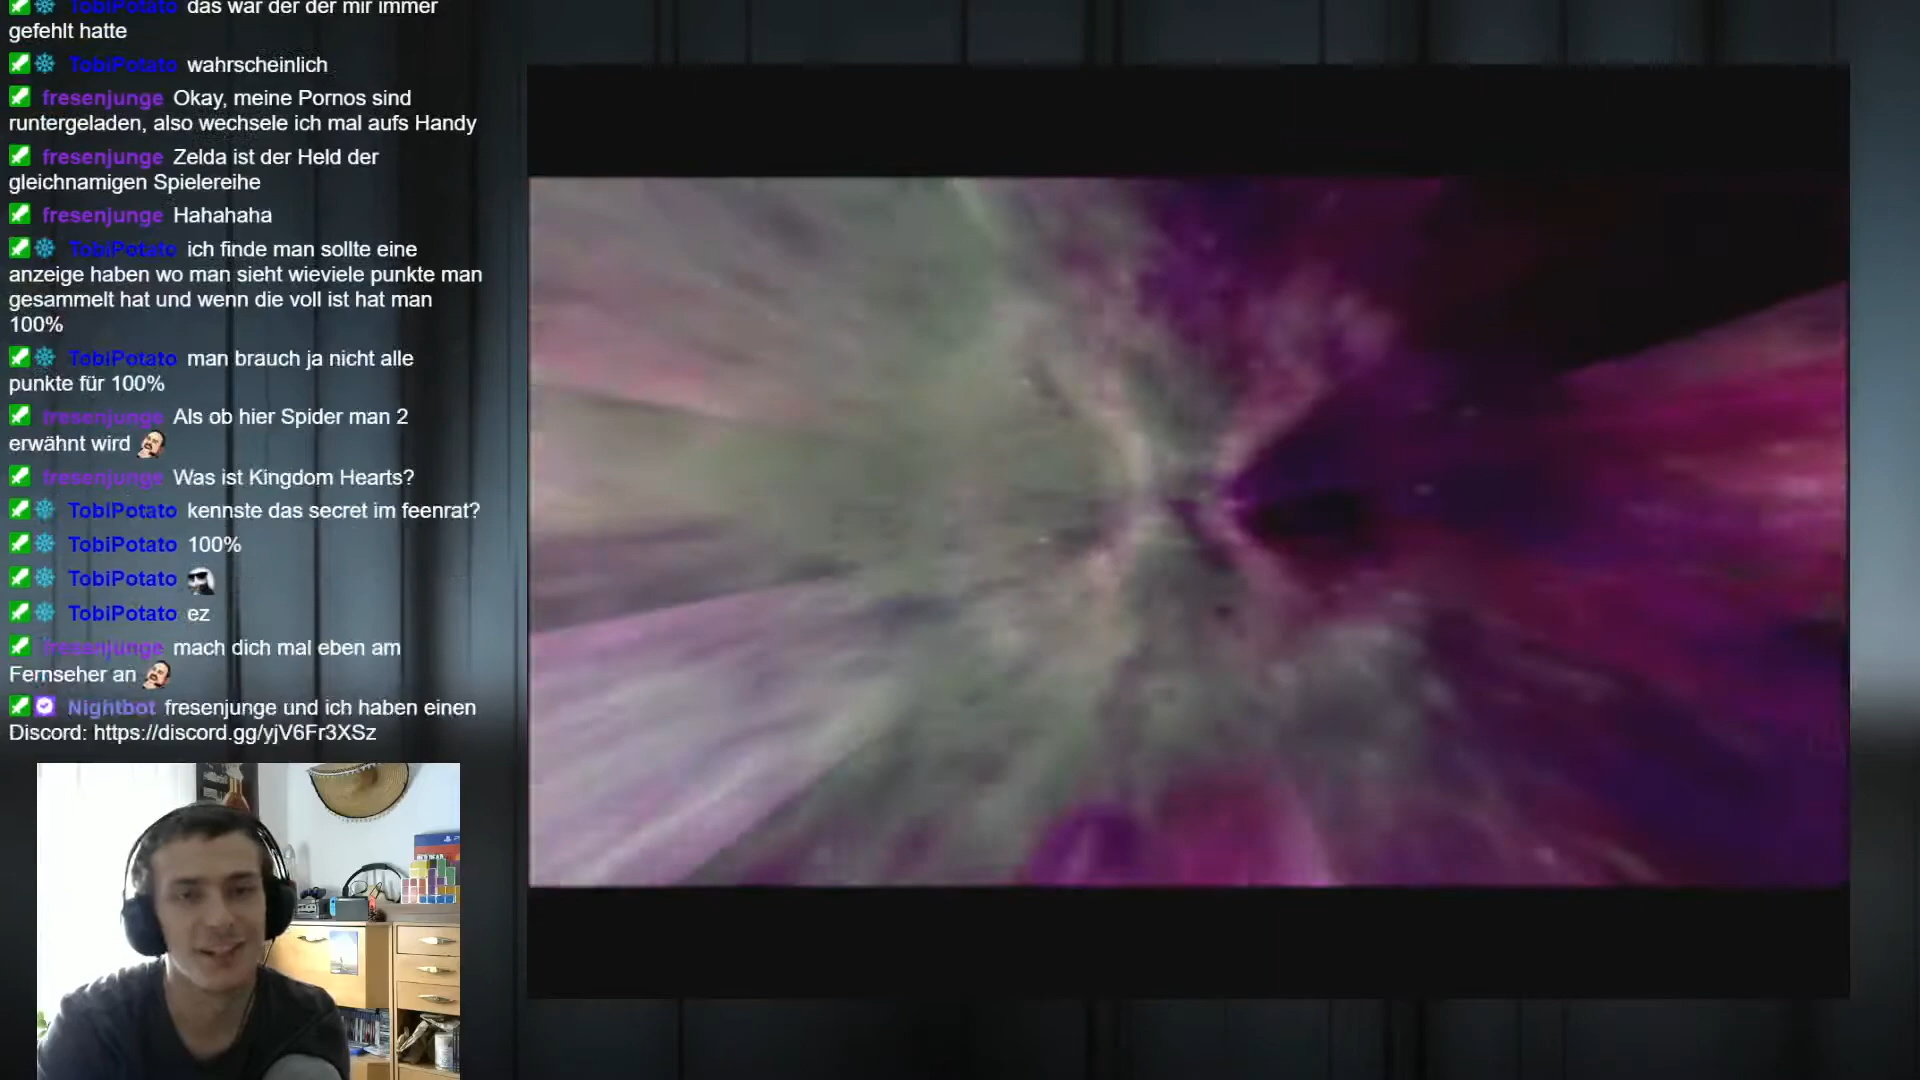 TobiPotato das war der der mir immer
gefehlt hatte
TobiPotato wahrscheinlich
fresenjunge Okay, meine Pornos sind
runtergeladen, also wechsele ich mal aufs Handy
fresenjunge Zelda ist der Held der
gleichnamigen Spielereihe
fresenjunge Hahahaha
TobiPotato ich finde man sollte eine
anzeige haben wo man sieht wieviele punkte man
gesammelt hat und wenn die voll ist hat man
100%
TobiPotato man brauch ja nicht alle
punkte für 100%
fresenjunge Als ob hier Spider man 2
erwähnt wird
fresenjunge Was ist Kingdom Hearts?
TobiPotato kennste das secret im feenrat?
TobiPotato 100%
TobiPotato
TobiPotato ez
fresenjunge mach dich mal eben am
Fernseher an
Nightbot fresenjunge und ich haben einen
Discord: https://discord.gg/yjV6Fr3XSz